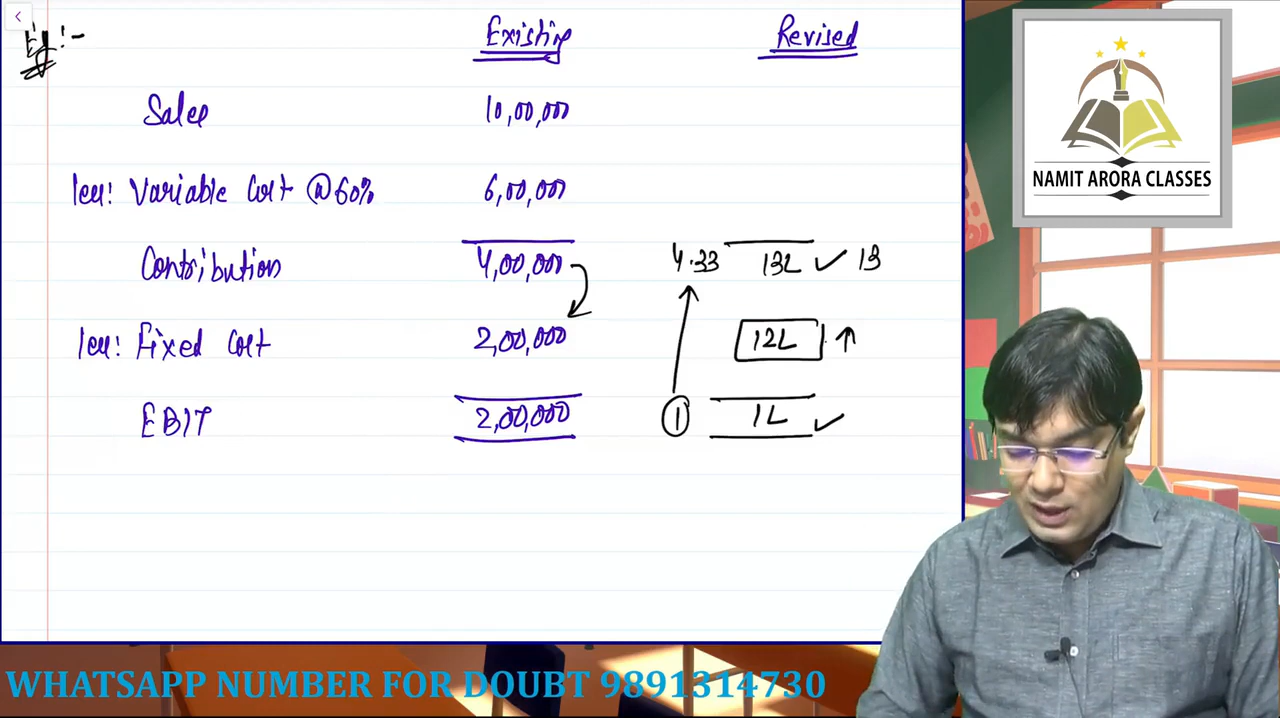 Eg :-
Existing Revised
Sales 10,00,000
less: Variable Cost @ 60% 6,00,000
Contribution 4,00,000 4.33 13L ✓ 13
less: Fixed Cost 2,00,000 12L ↑
EBIT 2,00,000 1 1L ✓
NAMIT ARORA CLASSES
WHATSAPP NUMBER FOR DOUBT 9891314730